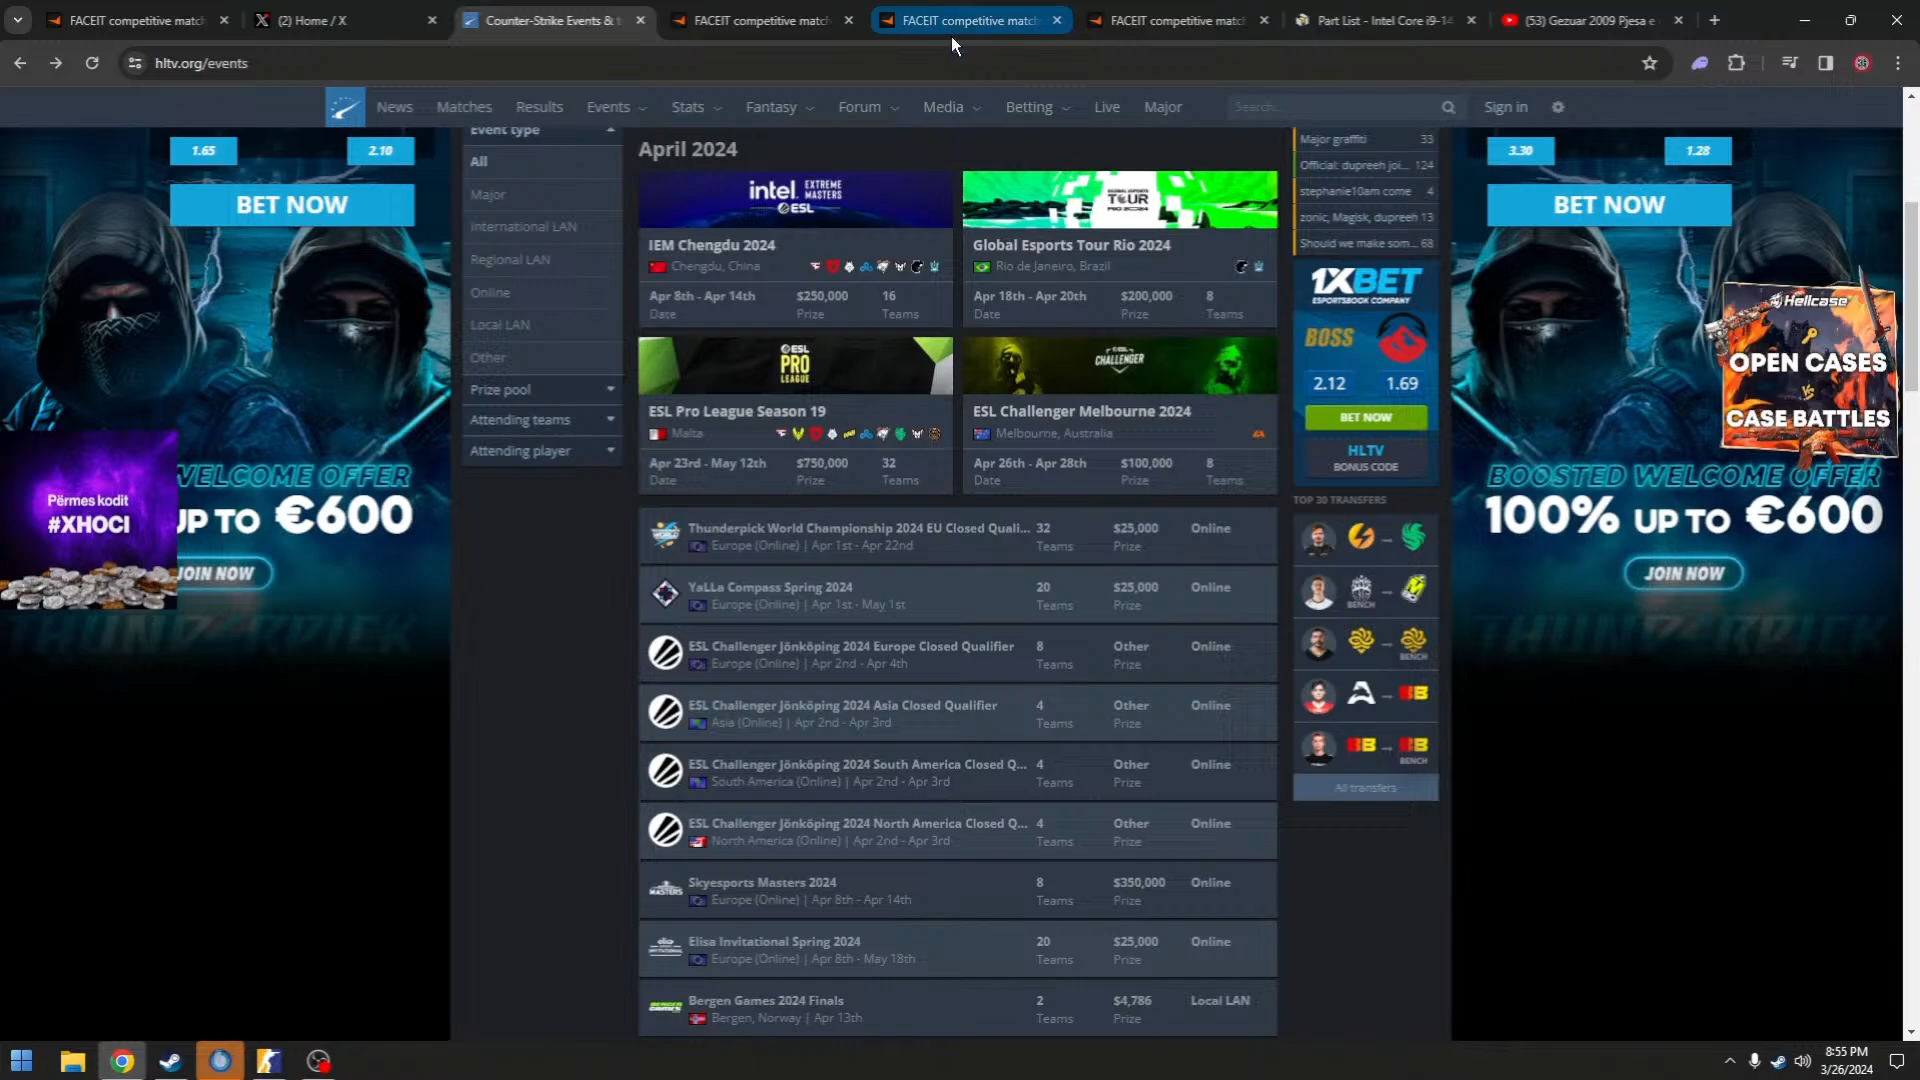 FACEIT competitive match
(2) Home / X
Counter-Strike Events & t
FACEIT competitive match
FACEIT competitive match
FACEIT competitive match
Part List - Intel Core i9-14
(53) Gezuar 2009 Pjesa e
hltv.org/events
News Matches Results Events Stats Fantasy Forum Media Betting Live Major Search... Sign in
1.65 2.10
BET NOW
WELCOME OFFER
UP TO €600
JOIN NOW
Përmes kodit
#XHOCI
Event type
All
Major
International LAN
Regional LAN
Online
Local LAN
Other
Prize pool
Attending teams
Attending player
April 2024
intel. EXTREME
MASTERS
ESL
IEM Chengdu 2024
Chengdu, China
Apr 8th - Apr 14th $250,000 16
Date Prize Teams
GLOBAL ESPORTS
TOUR
Global Esports Tour Rio 2024
Rio de Janeiro, Brazil
Apr 18th - Apr 20th $200,000 8
Date Prize Teams
ESL
PRO
LEAGUE
ESL Pro League Season 19
Malta
Apr 23rd - May 12th $750,000 32
Date Prize Teams
ESL
CHALLENGER
ESL Challenger Melbourne 2024
Melbourne, Australia
Apr 26th - Apr 28th $100,000 8
Date Prize Teams
Thunderpick World Championship 2024 EU Closed Quali... 32 $25,000 Online
Europe (Online) | Apr 1st - Apr 22nd Teams Prize
YaLLa Compass Spring 2024 20 $25,000 Online
Europe (Online) | Apr 1st - May 1st Teams Prize
ESL Challenger Jönköping 2024 Europe Closed Qualifier 8 Other Online
Europe (Online) | Apr 2nd - Apr 4th Teams Prize
ESL Challenger Jönköping 2024 Asia Closed Qualifier 4 Other Online
Asia (Online) | Apr 2nd - Apr 3rd Teams Prize
ESL Challenger Jönköping 2024 South America Closed Q... 4 Other Online
South America (Online) | Apr 2nd - Apr 3rd Teams Prize
ESL Challenger Jönköping 2024 North America Closed Q... 4 Other Online
North America (Online) | Apr 2nd - Apr 3rd Teams Prize
MASTERS
Skyesports Masters 2024 8 $350,000 Online
Europe (Online) | Apr 8th - Apr 14th Teams Prize
Elisa Invitational Spring 2024 20 $25,000 Online
Europe (Online) | Apr 8th - May 18th Teams Prize
Bergen Games 2024 Finals 2 $4,786 Local LAN
Bergen, Norway | Apr 13th Teams Prize
Major graffiti 33
Official: dupreeh joi... 124
stephanie10am come 4
zonic, Magisk, dupreeh 13
Should we make som... 68
1XBET
ESPORTSBOOK COMPANY
BOSS
2.12 1.69
BET NOW
HLTV
BONUS CODE
TOP 30 TRANSFERS
BENCH
BENCH
BENCH
All transfers
3.30 1.28
BET NOW
Hellcase
OPEN CASES
VS
CASE BATTLES
BOOSTED WELCOME OFFER
100% UP TO €600
JOIN NOW
8:55 PM
3/26/2024